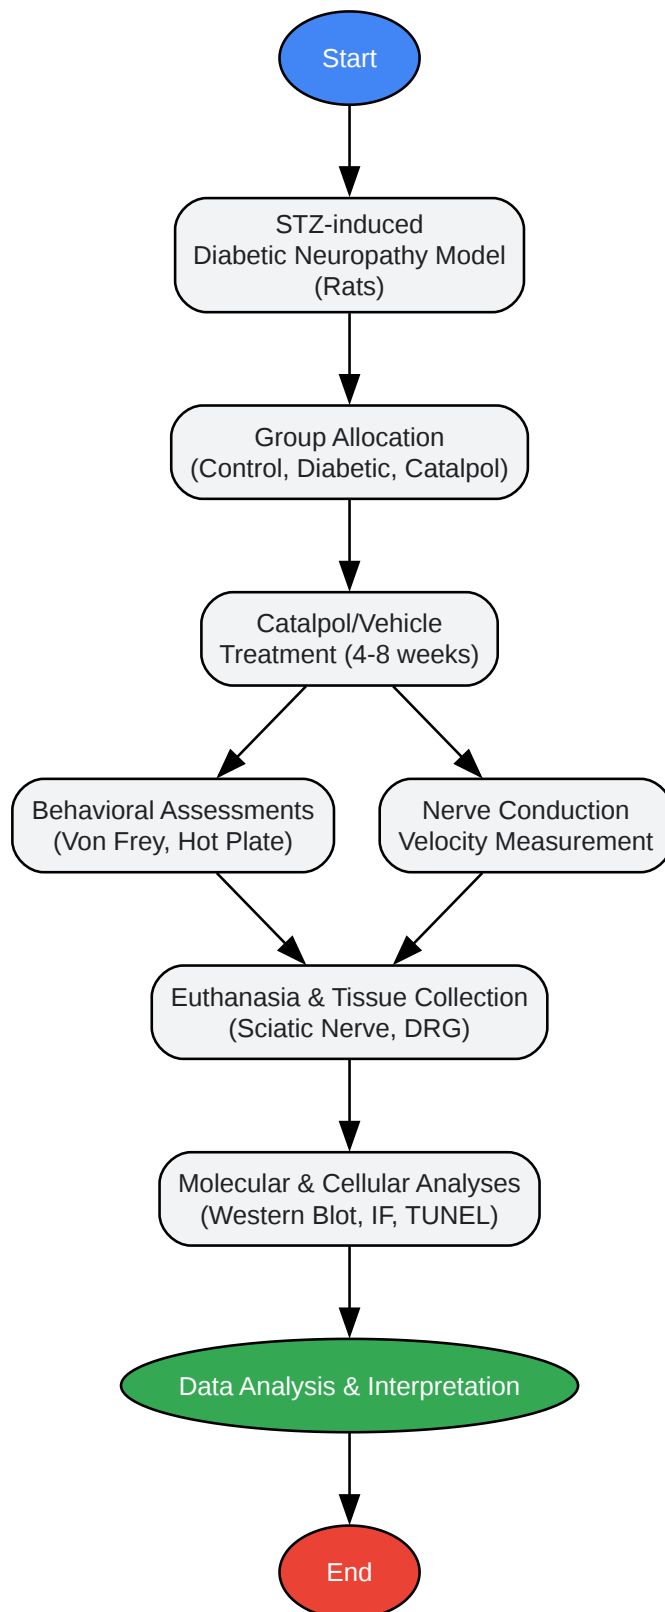 Start
STZ-induced
Diabetic Neuropathy Model
(Rats)
Group Allocation
(Control, Diabetic, Catalpol)
Catalpol/Vehicle
Treatment (4-8 weeks)
Behavioral Assessments
(Von Frey, Hot Plate)
Nerve Conduction
Velocity Measurement
Euthanasia & Tissue Collection
(Sciatic Nerve, DRG)
Molecular & Cellular Analyses
(Western Blot, IF, TUNEL)
Data Analysis & Interpretation
End